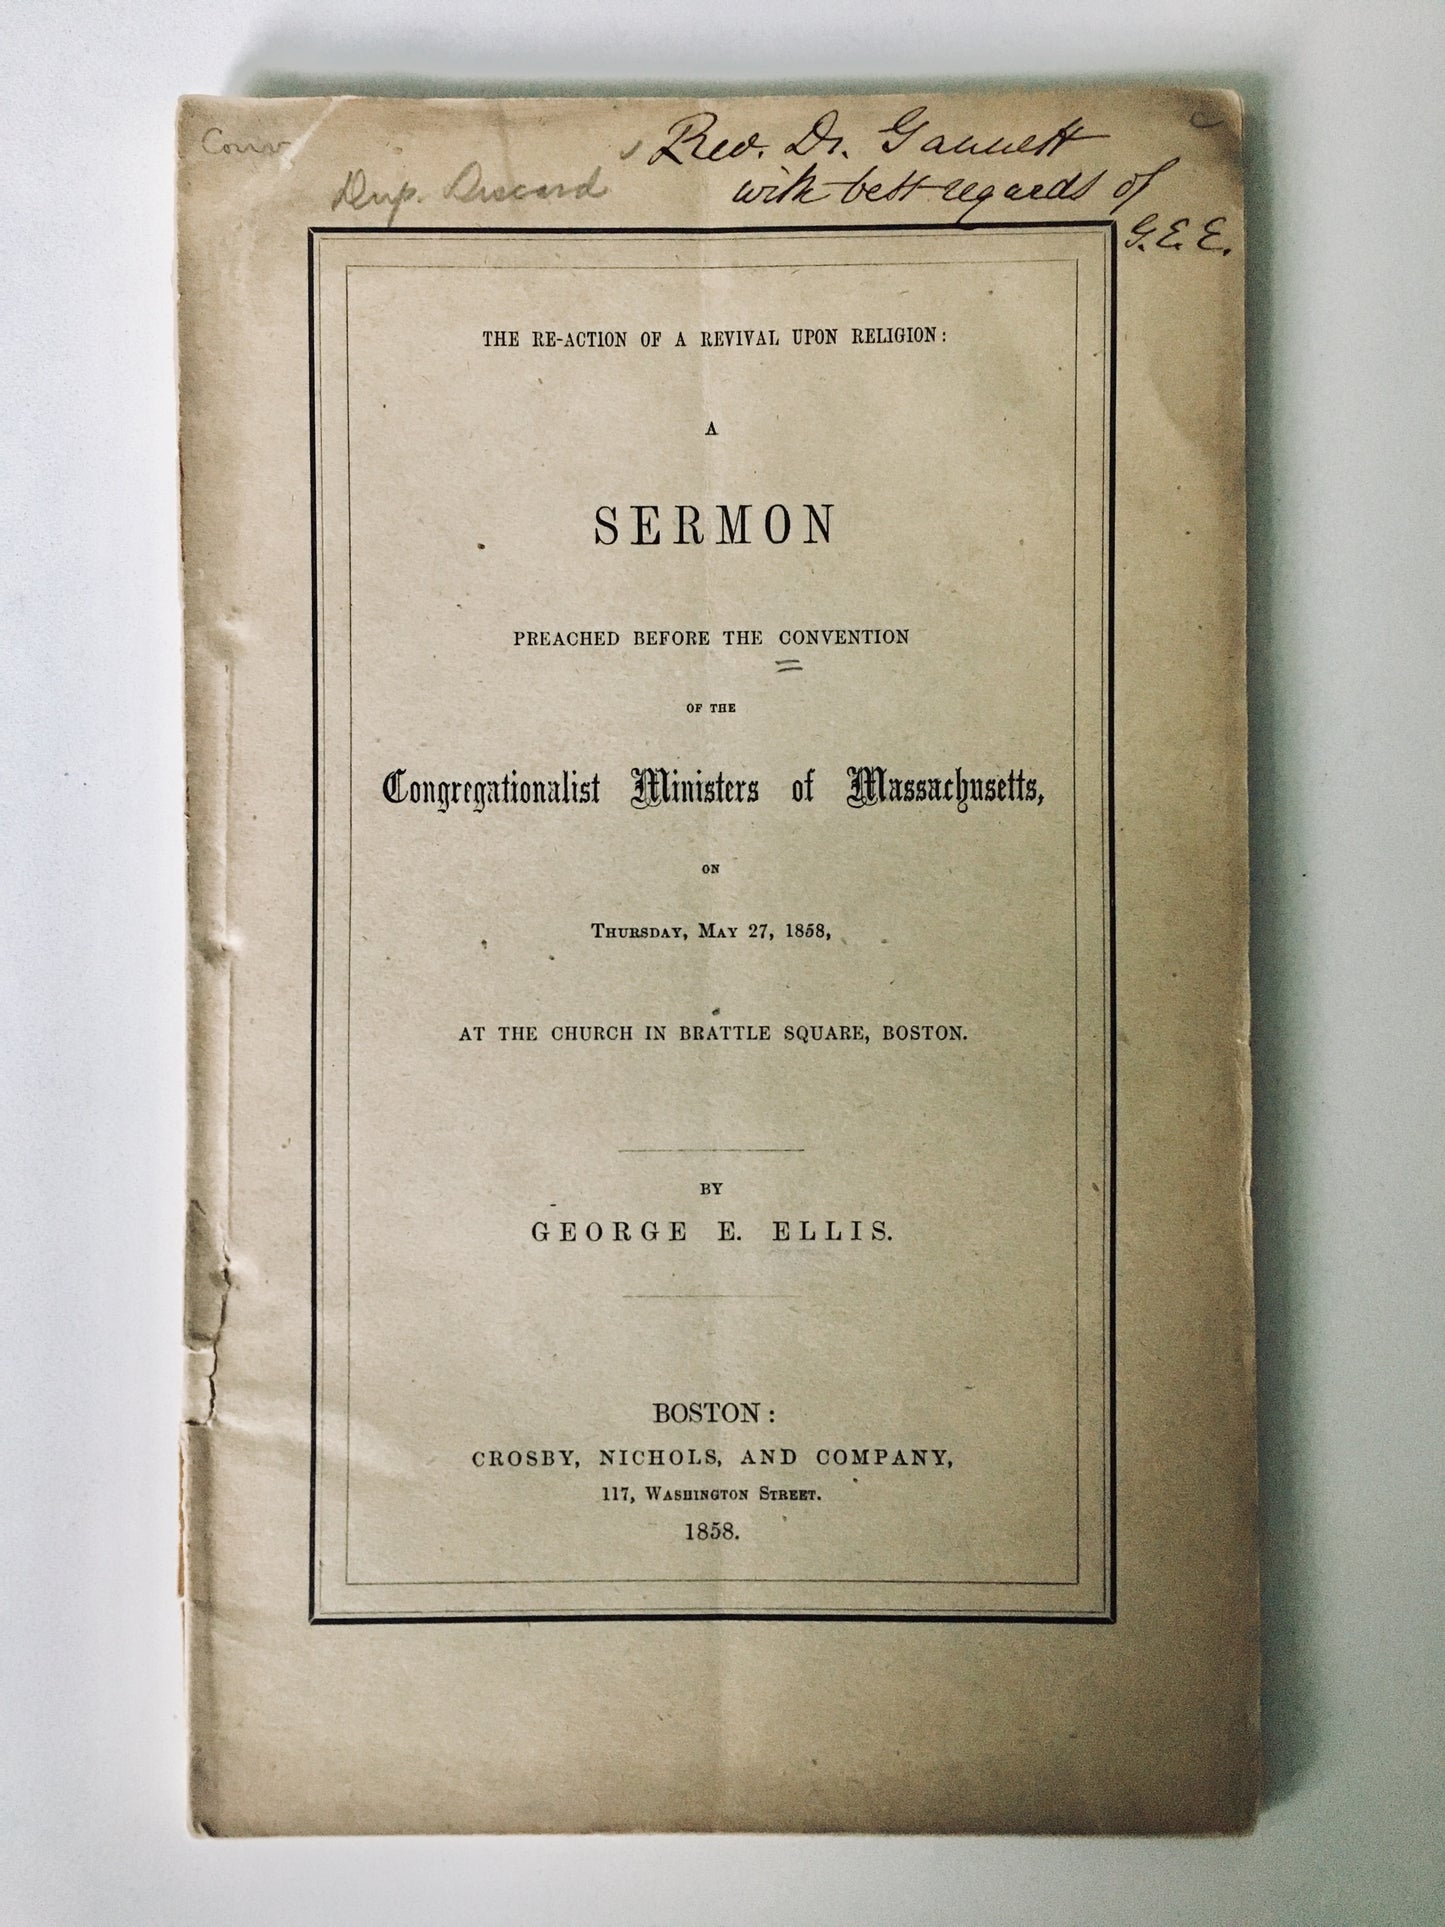 Conv.
Dup. Discard
Rev. Dr. Gannett
with best regards of
G.E.E.
THE RE-ACTION OF A REVIVAL UPON RELIGION:
A
SERMON
PREACHED BEFORE THE CONVENTION
OF THE
Congregationalist Ministers of Massachusetts,
ON
THURSDAY, MAY 27, 1858,
AT THE CHURCH IN BRATTLE SQUARE, BOSTON.
BY
GEORGE E. ELLIS.
BOSTON:
CROSBY, NICHOLS, AND COMPANY,
117, WASHINGTON STREET.
1858.